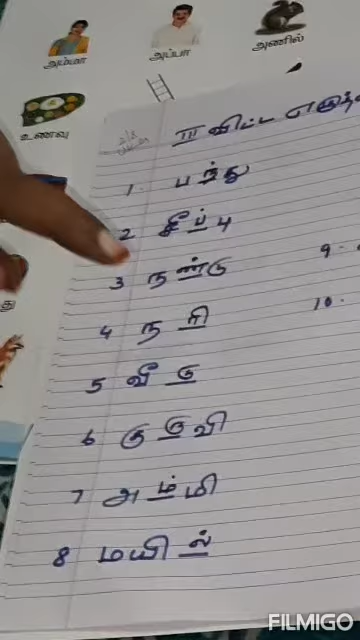 அம்மா
அப்பா
அணில்
உணவு
III விட்ட எழுத்
1. பந்து
2 சீப்பு
3 நண்டு
4 நரி
5 வீடு
6 குருவி
7 அம்மி
8 மயில்
9.
10.
FILMIGO